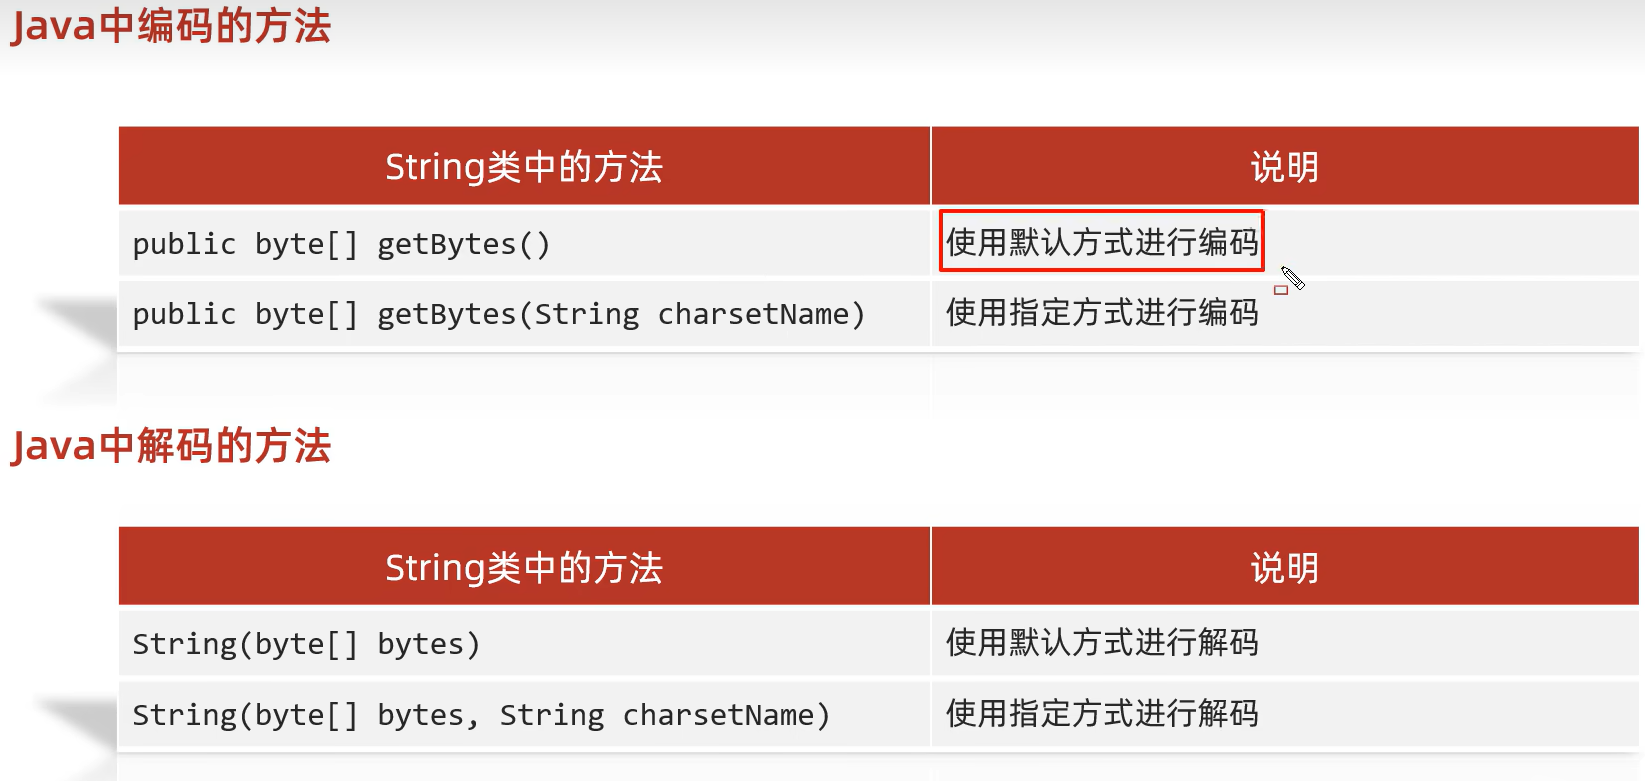 Java中编码的方法
String类中的方法 说明
public byte[] getBytes() 使用默认方式进行编码
public byte[] getBytes(String charsetName) 使用指定方式进行编码
Java中解码的方法
String类中的方法 说明
String(byte[] bytes) 使用默认方式进行解码
String(byte[] bytes, String charsetName) 使用指定方式进行解码